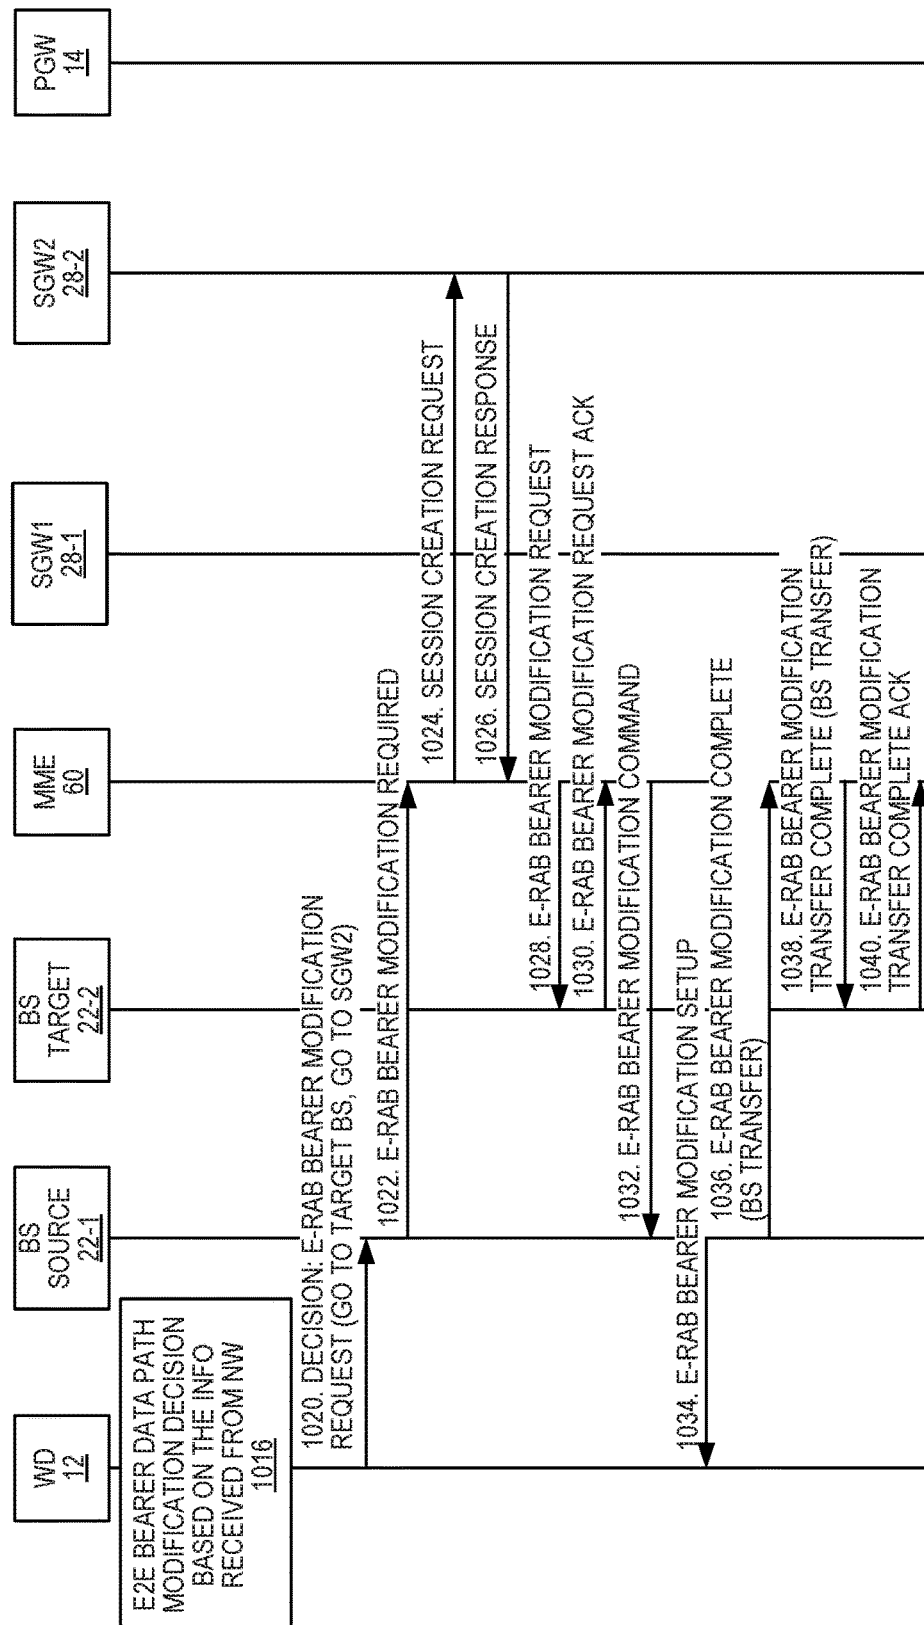 WD
12
BS
SOURCE
22-1
BS
TARGET
22-2
MME
60
SGW1
28-1
SGW2
28-2
PGW
14
E2E BEARER DATA PATH
MODIFICATION DECISION
BASED ON THE INFO
RECEIVED FROM NW
1016
1020. DECISION: E-RAB BEARER MODIFICATION
REQUEST (GO TO TARGET BS, GO TO SGW2)
1022. E-RAB BEARER MODIFICATION REQUIRED
1024. SESSION CREATION REQUEST
1026. SESSION CREATION RESPONSE
1028. E-RAB BEARER MODIFICATION REQUEST
1030. E-RAB BEARER MODIFICATION REQUEST ACK
1032. E-RAB BEARER MODIFICATION COMMAND
1034. E-RAB BEARER MODIFICATION SETUP
1036. E-RAB BEARER MODIFICATION COMPLETE
(BS TRANSFER)
1038. E-RAB BEARER MODIFICATION
TRANSFER COMPLETE (BS TRANSFER)
1040. E-RAB BEARER MODIFICATION
TRANSFER COMPLETE ACK